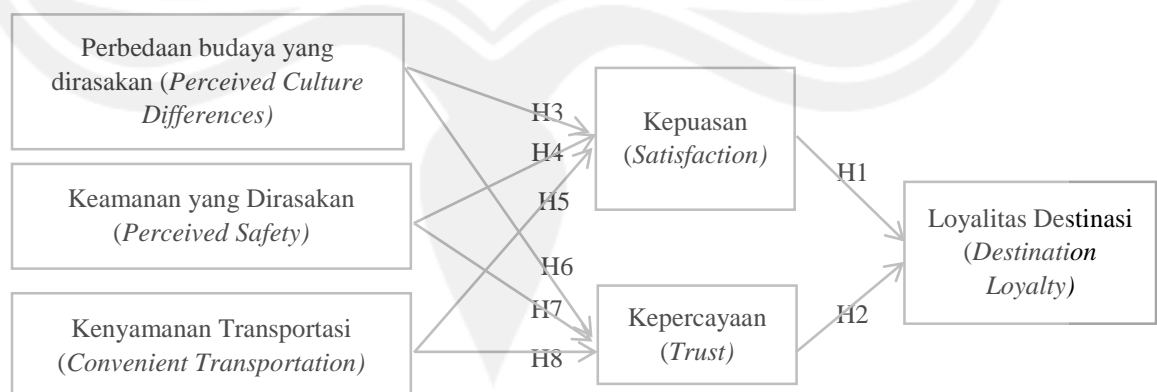 Perbedaan budaya yang
dirasakan (Perceived Culture
Differences)
Keamanan yang Dirasakan
(Perceived Safety)
Kenyamanan Transportasi
(Convenient Transportation)
H3
H4
H5
H6
H7
H8
Kepuasan
(Satisfaction)
Kepercayaan
(Trust)
H1
H2
Loyalitas Destinasi
(Destination
Loyalty)